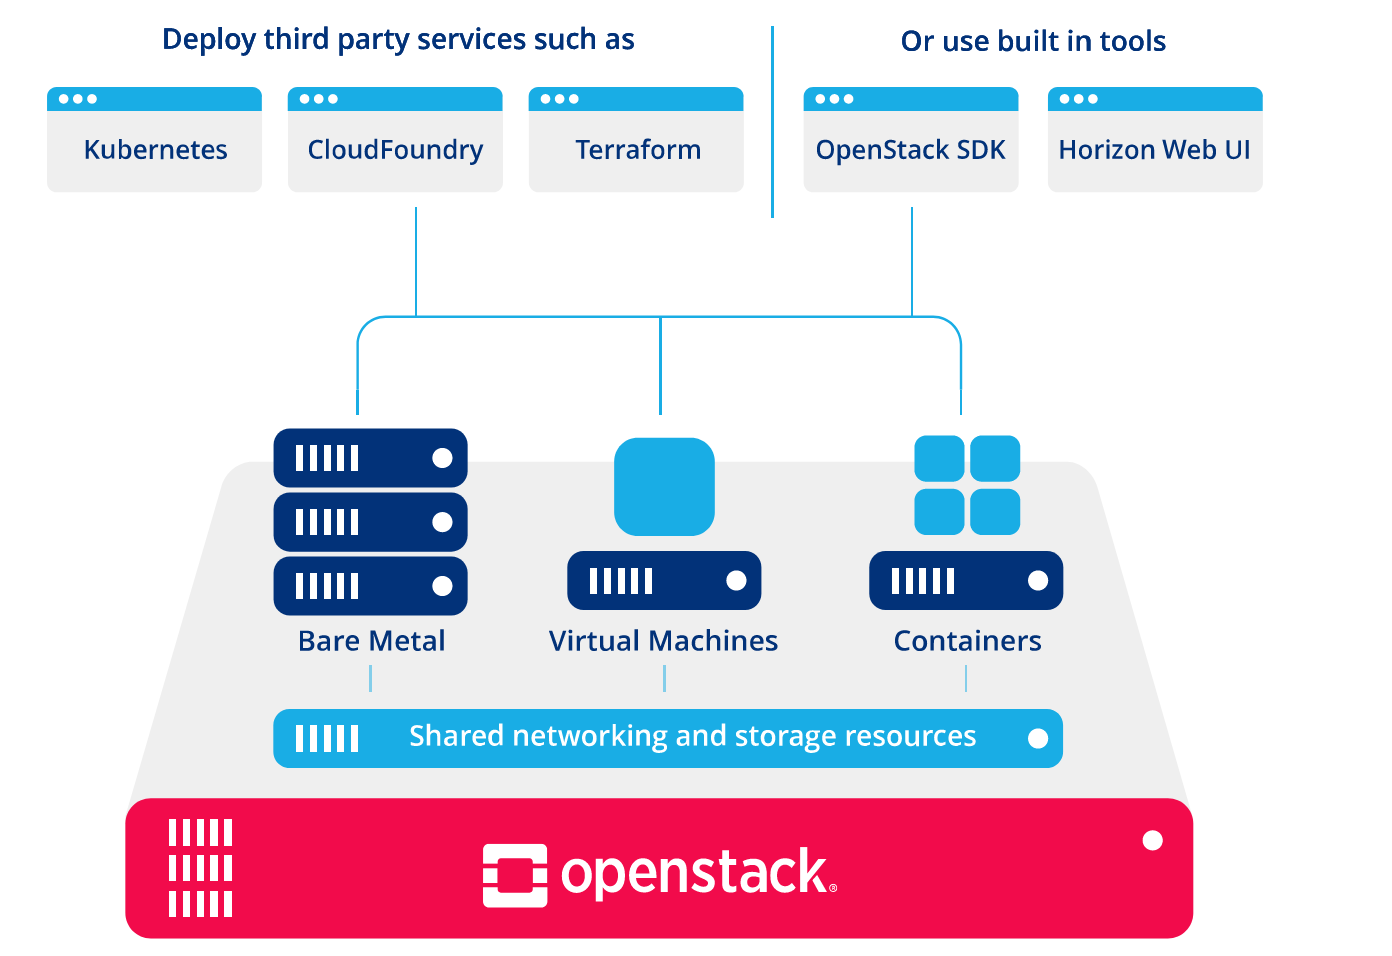 Deploy third party services such as
Or use built in tools
Kubernetes
CloudFoundry
Terraform
OpenStack SDK
Horizon Web UI
Bare Metal
Virtual Machines
Containers
Shared networking and storage resources
openstack®